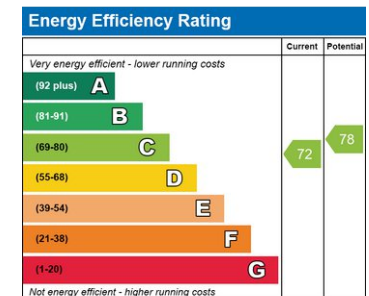 Energy Efficiency Rating
Current Potential
Very energy efficient - lower running costs
(92 plus) A
(81-91) B
(69-80) C
72
78
(55-68) D
(39-54) E
(21-38) F
(1-20) G
Not energy efficient - higher running costs